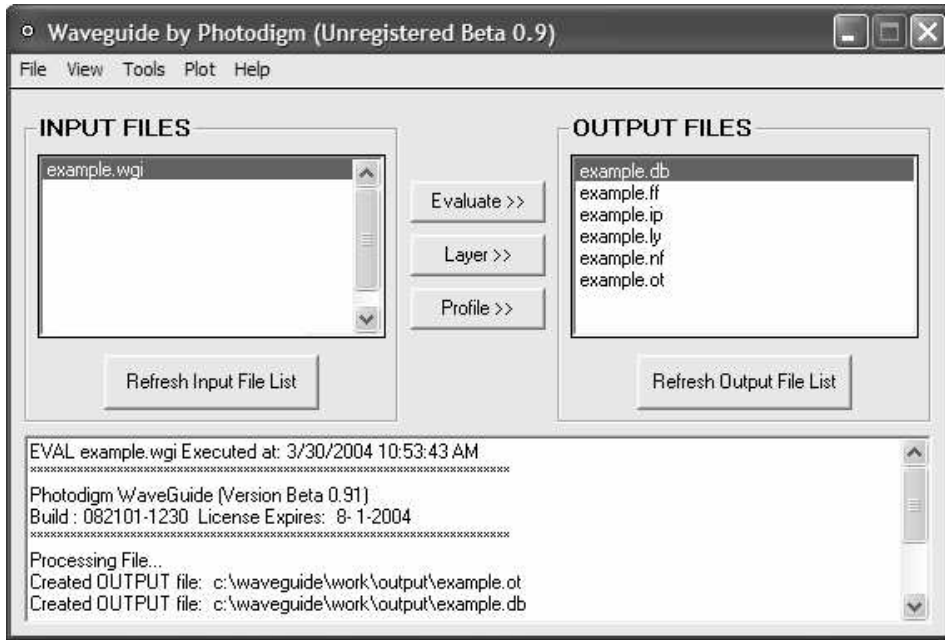 Waveguide by Photodigm (Unregistered Beta 0.9)
File View Tools Plot Help
INPUT FILES
example.wgi
Refresh Input File List
Evaluate >>
Layer >>
Profile >>
OUTPUT FILES
example.db
example.ff
example.ip
example.ly
example.nf
example.ot
Refresh Output File List
EVAL example.wgi Executed at: 3/30/2004 10:53:43 AM
Photodigm WaveGuide (Version Beta 0.91)
Build : 082101-1230 License Expires: 8- 1-2004
Processing File...
Created OUTPUT file: c:\waveguide\work\output\example.ot
Created OUTPUT file: c:\waveguide\work\output\example.db